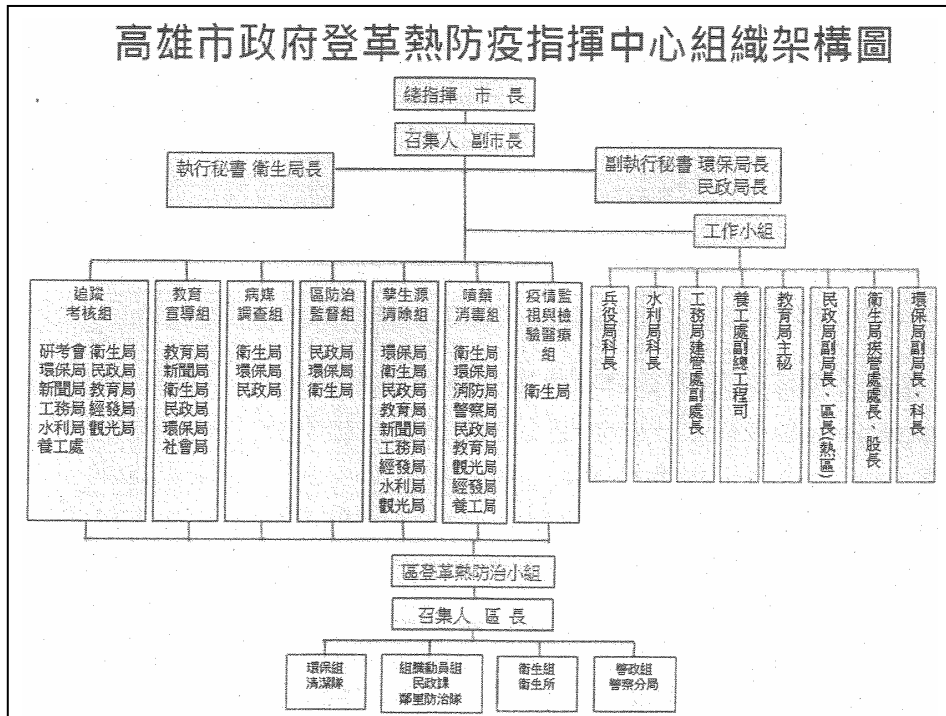 高雄市政府登革熱防疫指揮中心組織架構圖
總指揮 市 長
召集人 副市長
執行秘書 衛生局長
副執行秘書 環保局長
民政局長
工作小組
追蹤
考核組
研考會 衛生局
環保局 民政局
新聞局 教育局
工務局 經發局
水利局 觀光局
養工處
教育
宣導組
教育局
新聞局
衛生局
民政局
環保局
社會局
病媒
調查組
衛生局
環保局
民政局
區防治
監督組
民政局
環保局
衛生局
孳生源
清除組
環保局
衛生局
民政局
教育局
新聞局
工務局
經發局
水利局
觀光局
噴藥
消毒組
衛生局
環保局
消防局
警察局
民政局
教育局
觀光局
經發局
養工局
疫情監
視與檢
驗醫療
組
衛生局
兵役局科長
水利局科長
工務局建管處副處長
養工處副總工程司
教育局主秘
民政局副局長、區長(熱區)
衛生局疾管處處長、股長
環保局副局長、科長
區登革熱防治小組
召集人 區 長
環保組
清潔隊
組織動員組
民政課
鄰里防治隊
衛生組
衛生所
警政組
警察分局